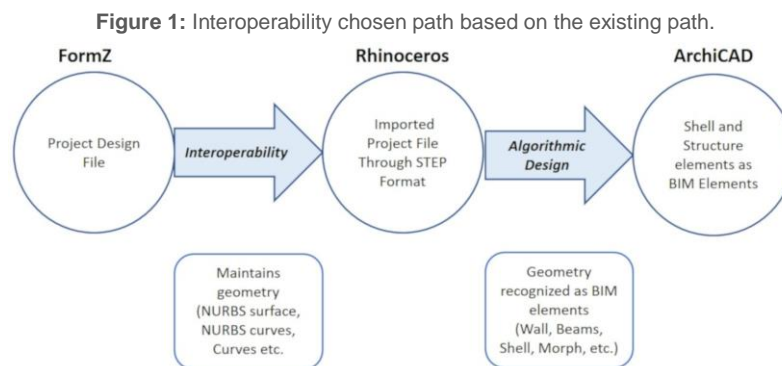 Figure 1: Interoperability chosen path based on the existing path.
FormZ
Rhinoceros
ArchiCAD
Project Design
File
Interoperability
Imported
Project File
Through STEP
Format
Algorithmic
Design
Shell and
Structure
elements as
BIM Elements
Maintains
geometry
(NURBS surface,
NURBS curves,
Curves etc.
Geometry
recognized as BIM
elements
(Wall, Beams,
Shell, Morph, etc.)